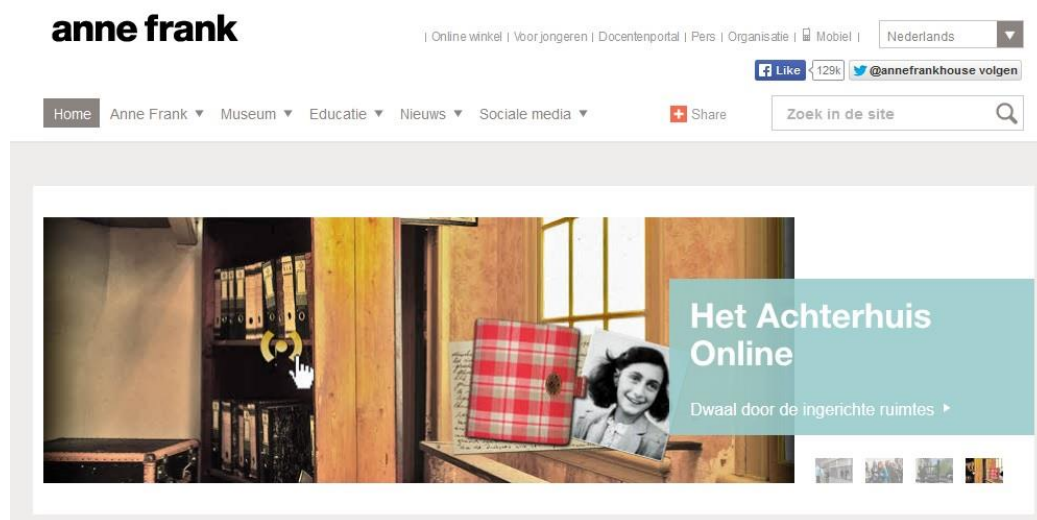 anne frank
| Online winkel | Voor jongeren | Docentenportal | Pers | Organisatie | Mobiel |
Nederlands
Like 129k @annefrankhouse volgen
Home Anne Frank Museum Educatie Nieuws Sociale media Share Zoek in de site
Het Achterhuis
Online
Dwaal door de ingerichte ruimtes